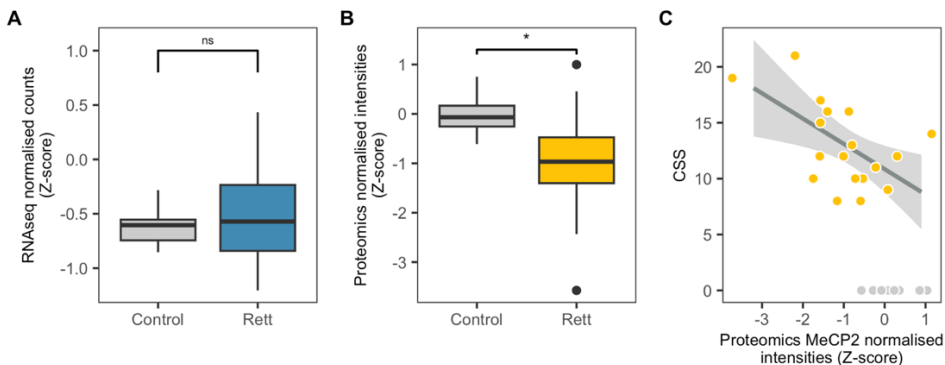 A
RNAseq normalised counts
(Z-score)
1.0
0.5
0.0
-0.5
-1.0
ns
Control
Rett
B
Proteomics normalised intensities
(Z-score)
1
0
-1
-2
-3
*
Control
Rett
C
CSS
20
15
10
5
0
-3
-2
-1
0
1
Proteomics MeCP2 normalised
intensities (Z-score)